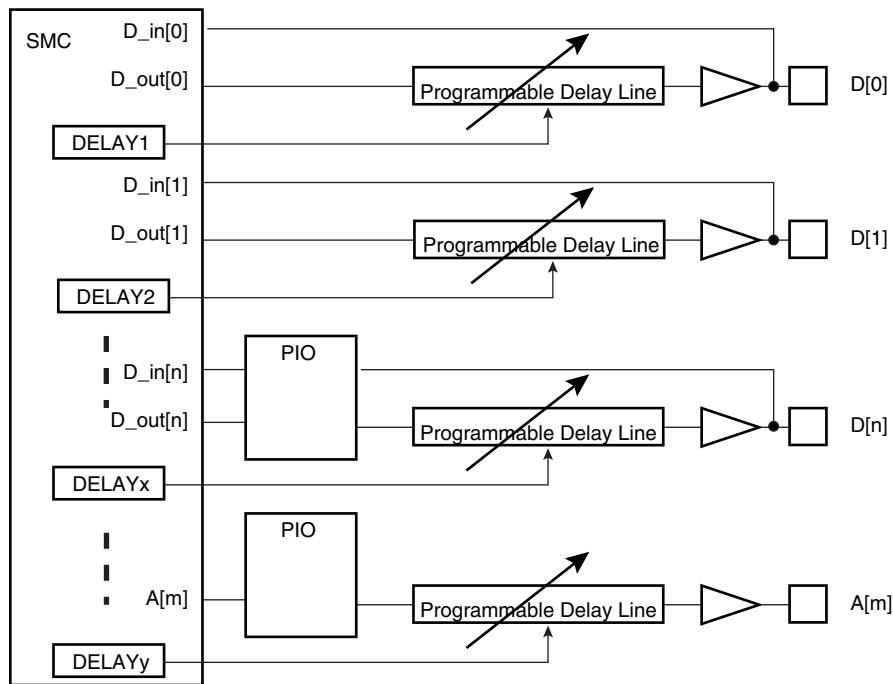 SMC
D_in[0]
D_out[0]
Programmable Delay Line
D[0]
DELAY1
D_in[1]
D_out[1]
Programmable Delay Line
D[1]
DELAY2
PIO
D_in[n]
D_out[n]
Programmable Delay Line
D[n]
DELAYx
PIO
A[m]
Programmable Delay Line
A[m]
DELAYy